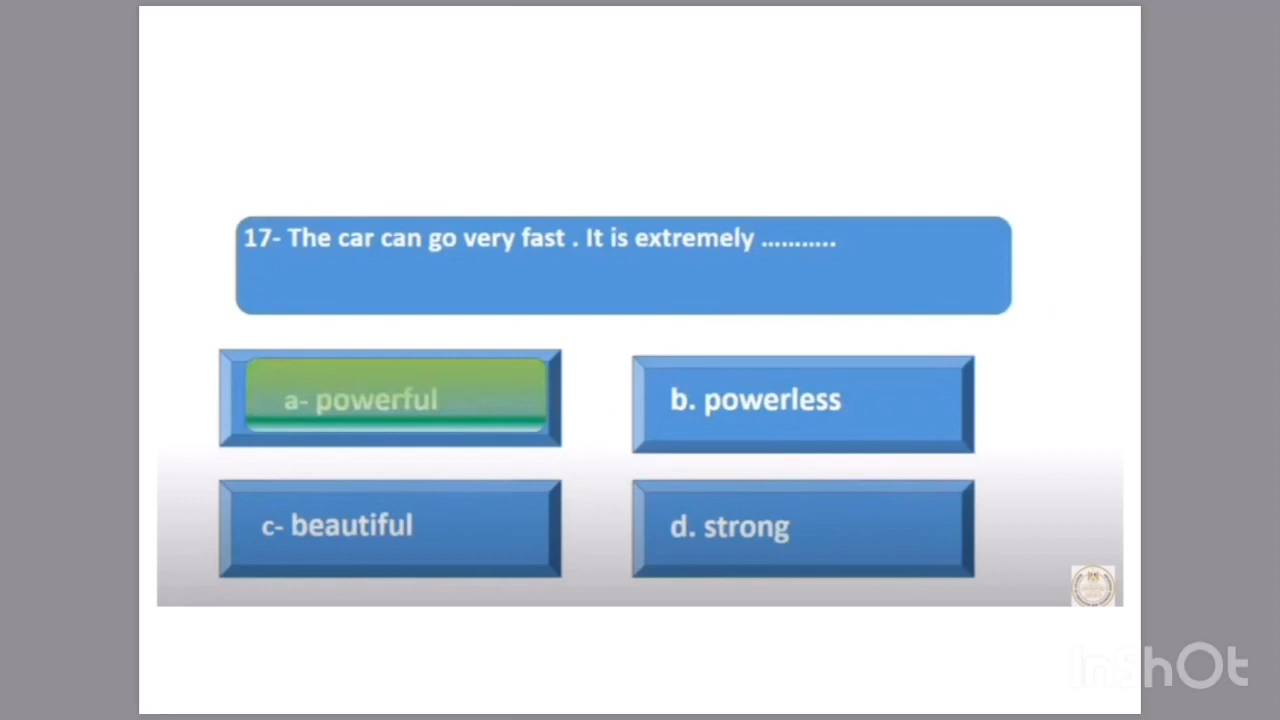 17- The car can go very fast . It is extremely ...........
a- powerful
b. powerless
c- beautiful
d. strong
InShOt